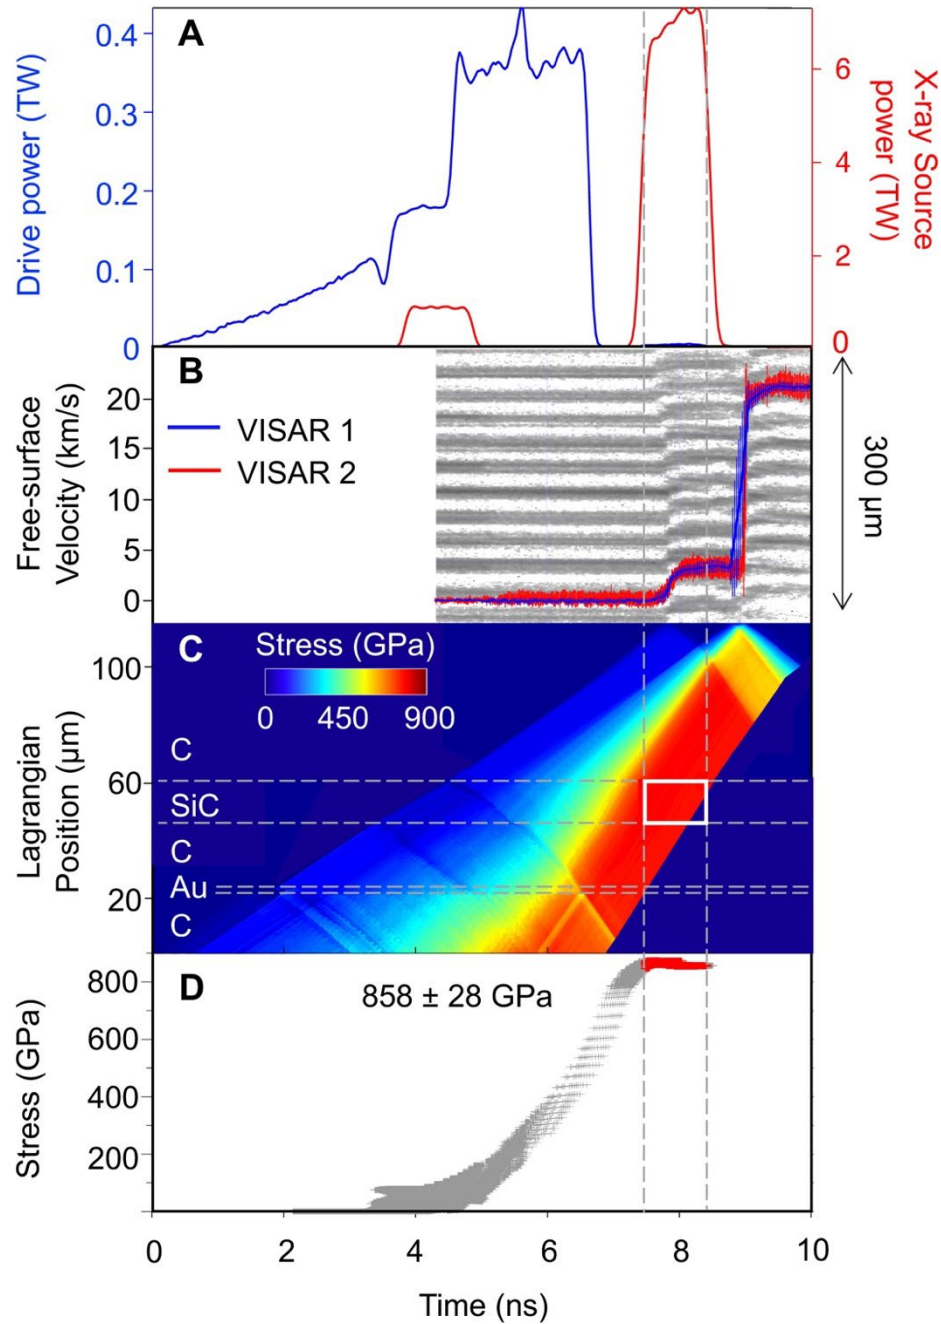 A
Drive power (TW)
0.4
0.3
0.2
0.1
0
X-ray Source
power (TW)
6
4
2
0
B
Free-surface
Velocity (km/s)
20
15
10
5
0
VISAR 1
VISAR 2
300 μm
C
Stress (GPa)
0 450 900
Lagrangian
Position (μm)
100
60
20
C
SiC
C
Au
C
D
858 ± 28 GPa
Stress (GPa)
800
600
400
200
0 2 4 6 8 10
Time (ns)